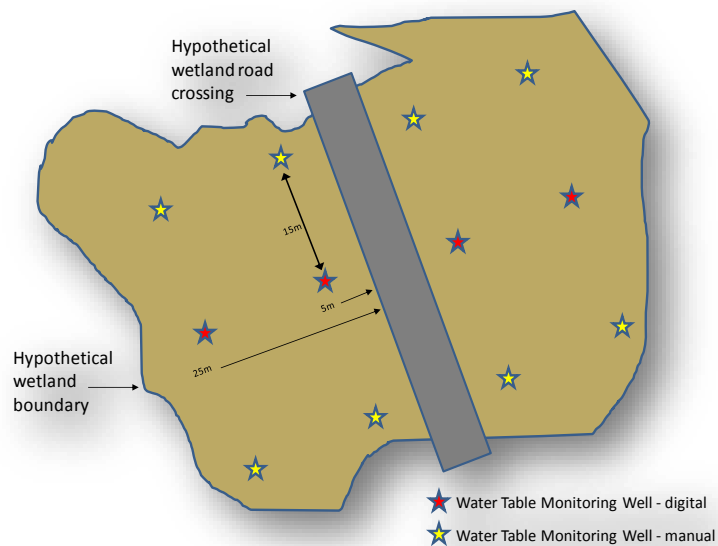 Hypothetical
wetland road
crossing
15m
5m
25m
Hypothetical
wetland
boundary
Water Table Monitoring Well - digital
Water Table Monitoring Well - manual